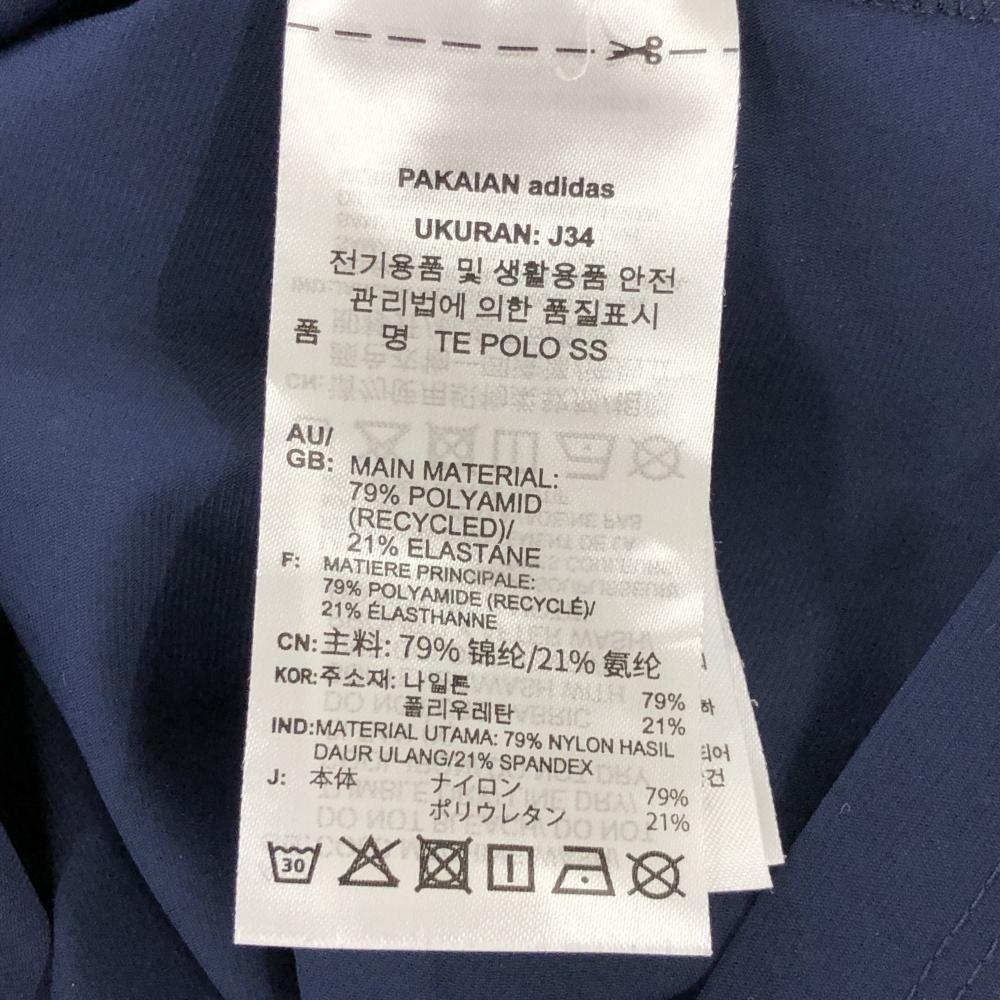 PAKAIAN adidas
UKURAN: J34
전기용품 및 생활용품 안전
관리법에 의한 품질표시
품 명 TE POLO SS
AU/
GB: MAIN MATERIAL:
79% POLYAMID
(RECYCLED)/
21% ELASTANE
F: MATIERE PRINCIPALE:
79% POLYAMIDE (RECYCLÉ)/
21% ÉLASTHANNE
CN: 主料: 79% 锦纶/21% 氨纶
KOR: 주소재: 나일론 79%
폴리우레탄 21%
IND: MATERIAL UTAMA: 79% NYLON HASIL
DAUR ULANG/21% SPANDEX
J: 本体 ナイロン 79%
ポリウレタン 21%
30